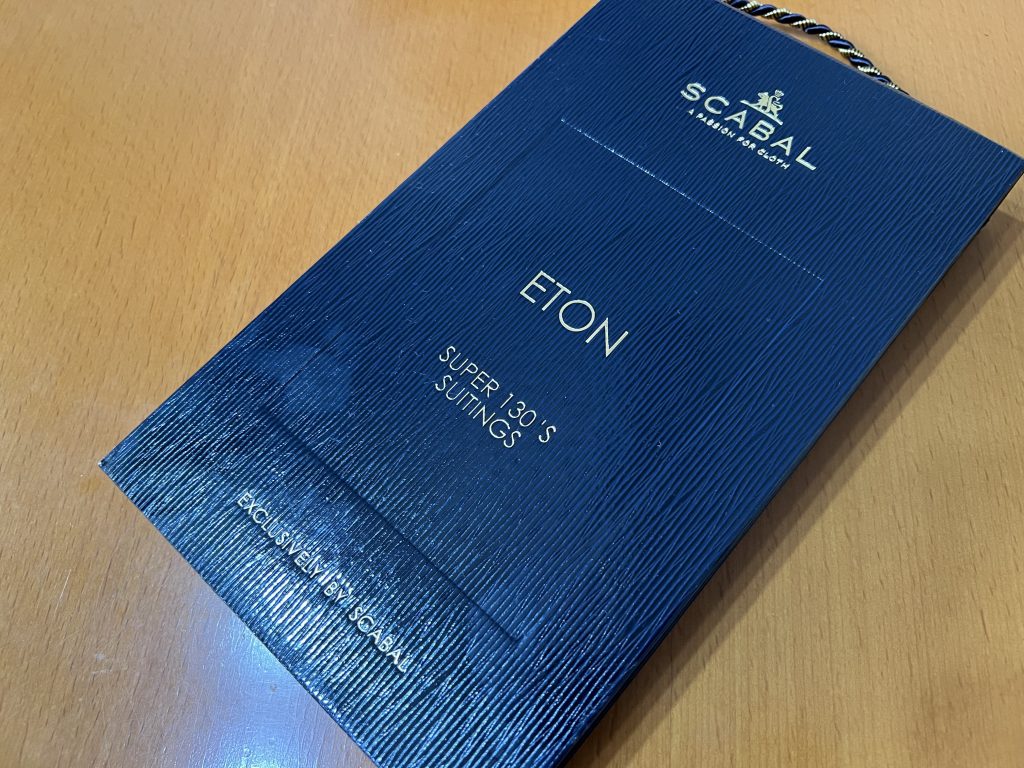 SCABAL
A PASSION FOR CLOTH
ETON
SUPER 130'S
SUITINGS
EXCLUSIVELY BY SCABAL